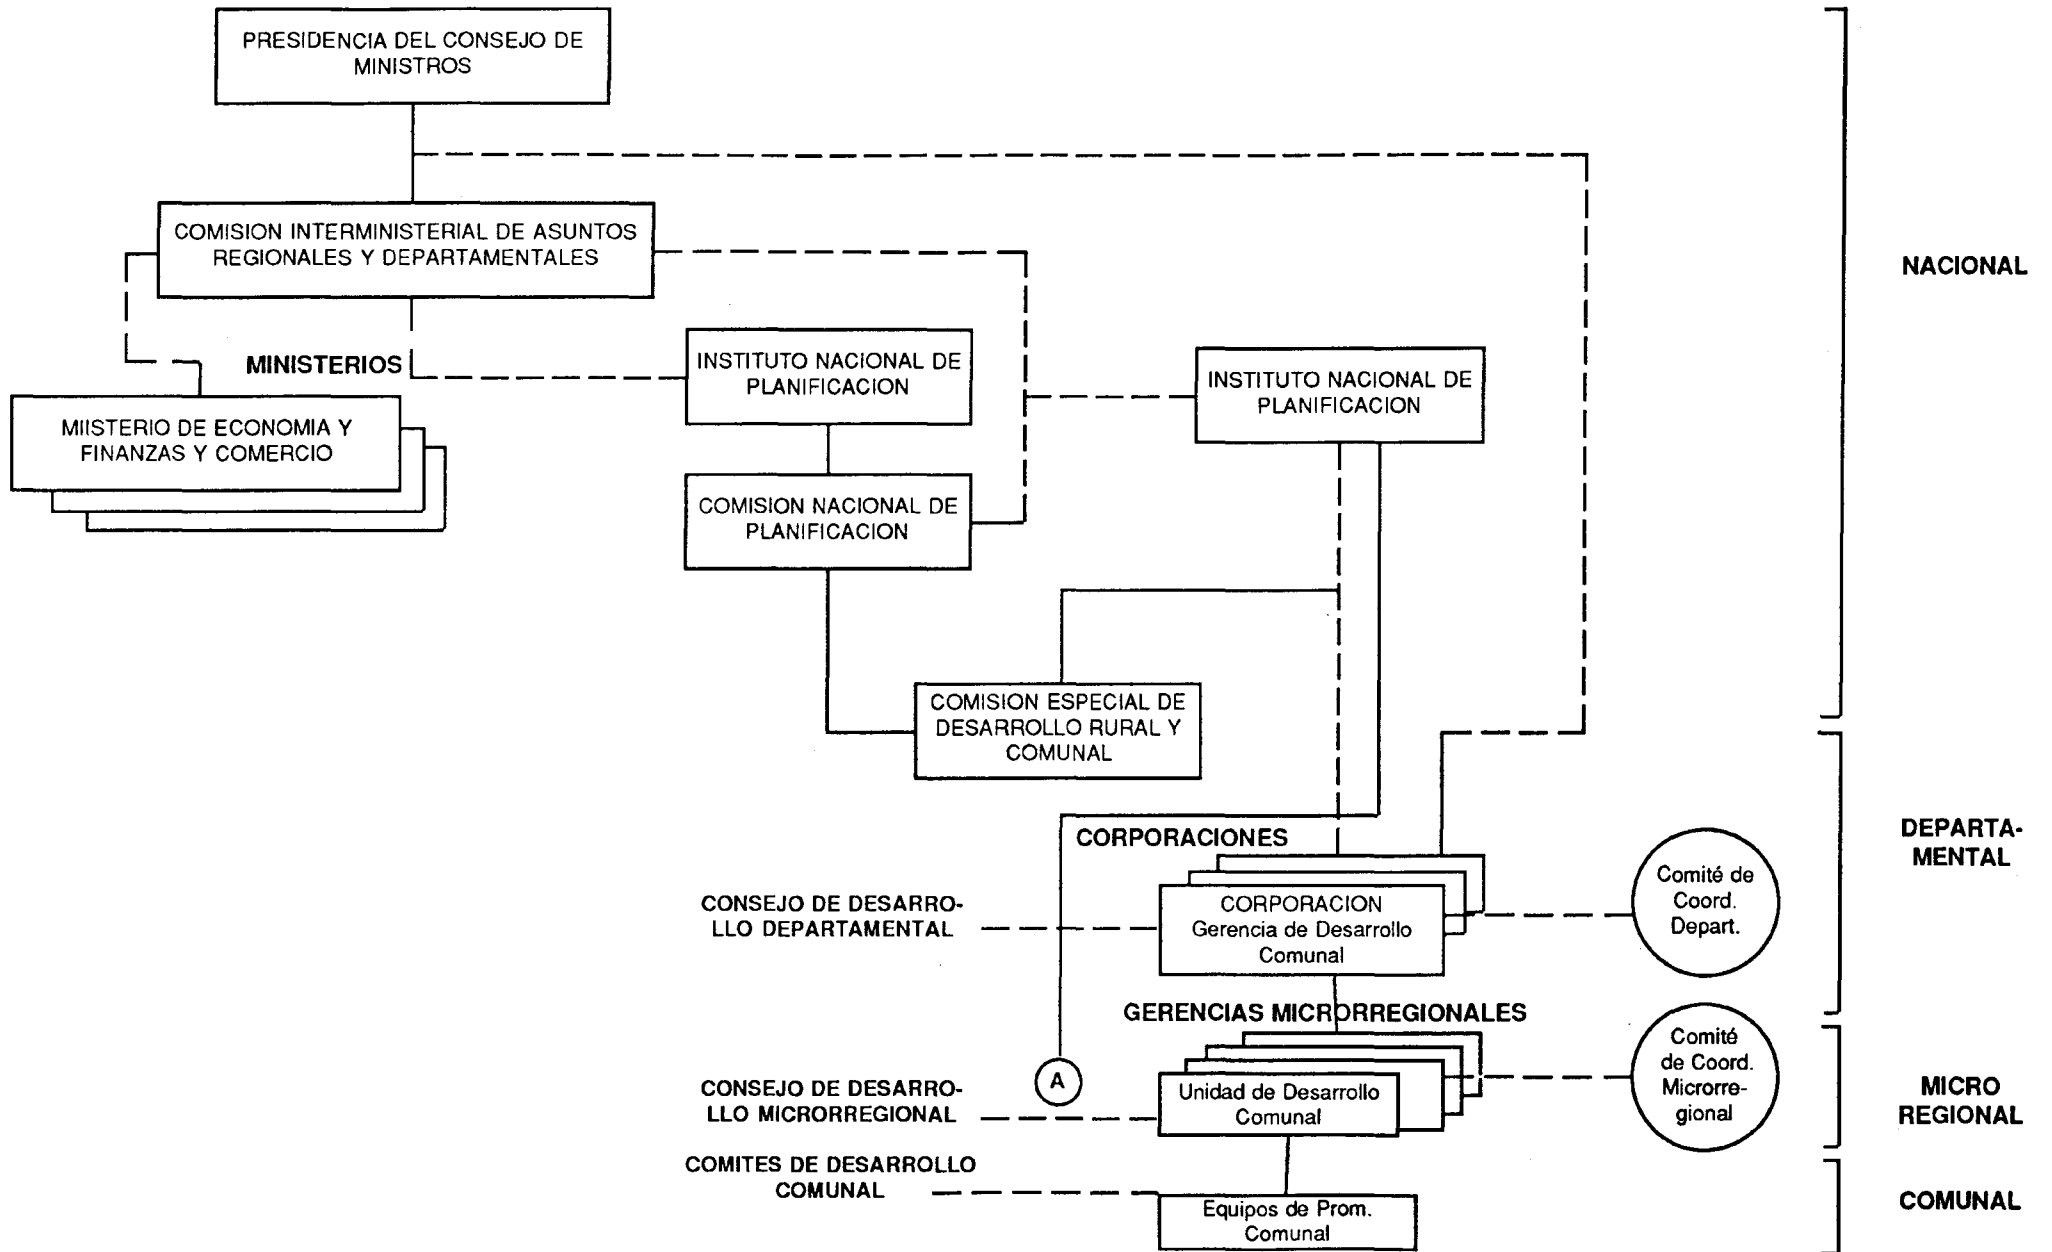 PRESIDENCIA DEL CONSEJO DE
MINISTROS
COMISION INTERMINISTERIAL DE ASUNTOS
REGIONALES Y DEPARTAMENTALES
NACIONAL
MINISTERIOS
INSTITUTO NACIONAL DE
PLANIFICACION
INSTITUTO NACIONAL DE
PLANIFICACION
MIISTERIO DE ECONOMIA Y
FINANZAS Y COMERCIO
COMISION NACIONAL DE
PLANIFICACION
COMISION ESPECIAL DE
DESARROLLO RURAL Y
COMUNAL
CORPORACIONES
DEPARTA-
MENTAL
CONSEJO DE DESARRO-
LLO DEPARTAMENTAL
CORPORACION
Gerencia de Desarrollo
Comunal
Comité de
Coord.
Depart.
GERENCIAS MICRORREGIONALES
A
CONSEJO DE DESARRO-
LLO MICRORREGIONAL
Unidad de Desarrollo
Comunal
Comité
de Coord.
Microrre-
gional
MICRO
REGIONAL
COMITES DE DESARROLLO
COMUNAL
Equipos de Prom.
Comunal
COMUNAL